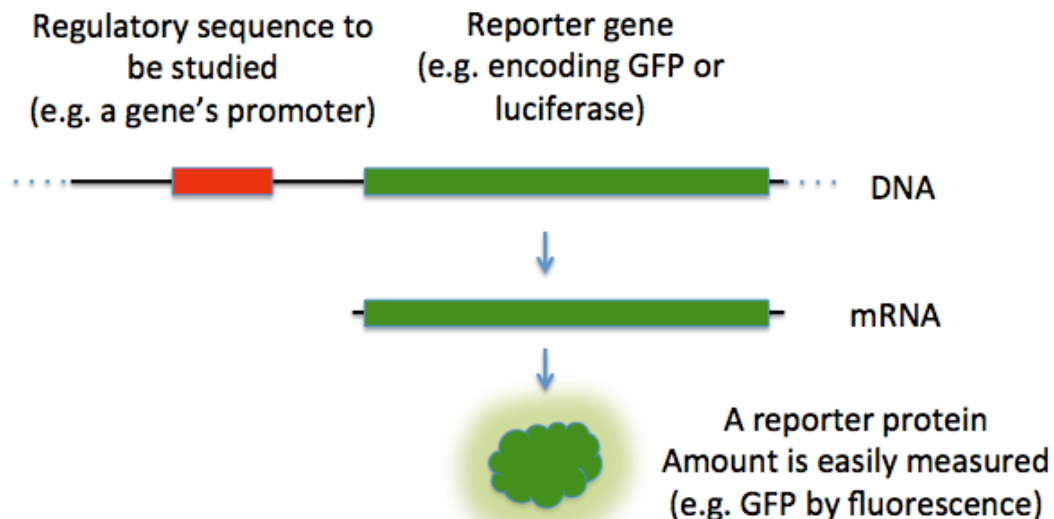 Regulatory sequence to
be studied
(e.g. a gene's promoter)
Reporter gene
(e.g. encoding GFP or
luciferase)
DNA
mRNA
A reporter protein
Amount is easily measured
(e.g. GFP by fluorescence)